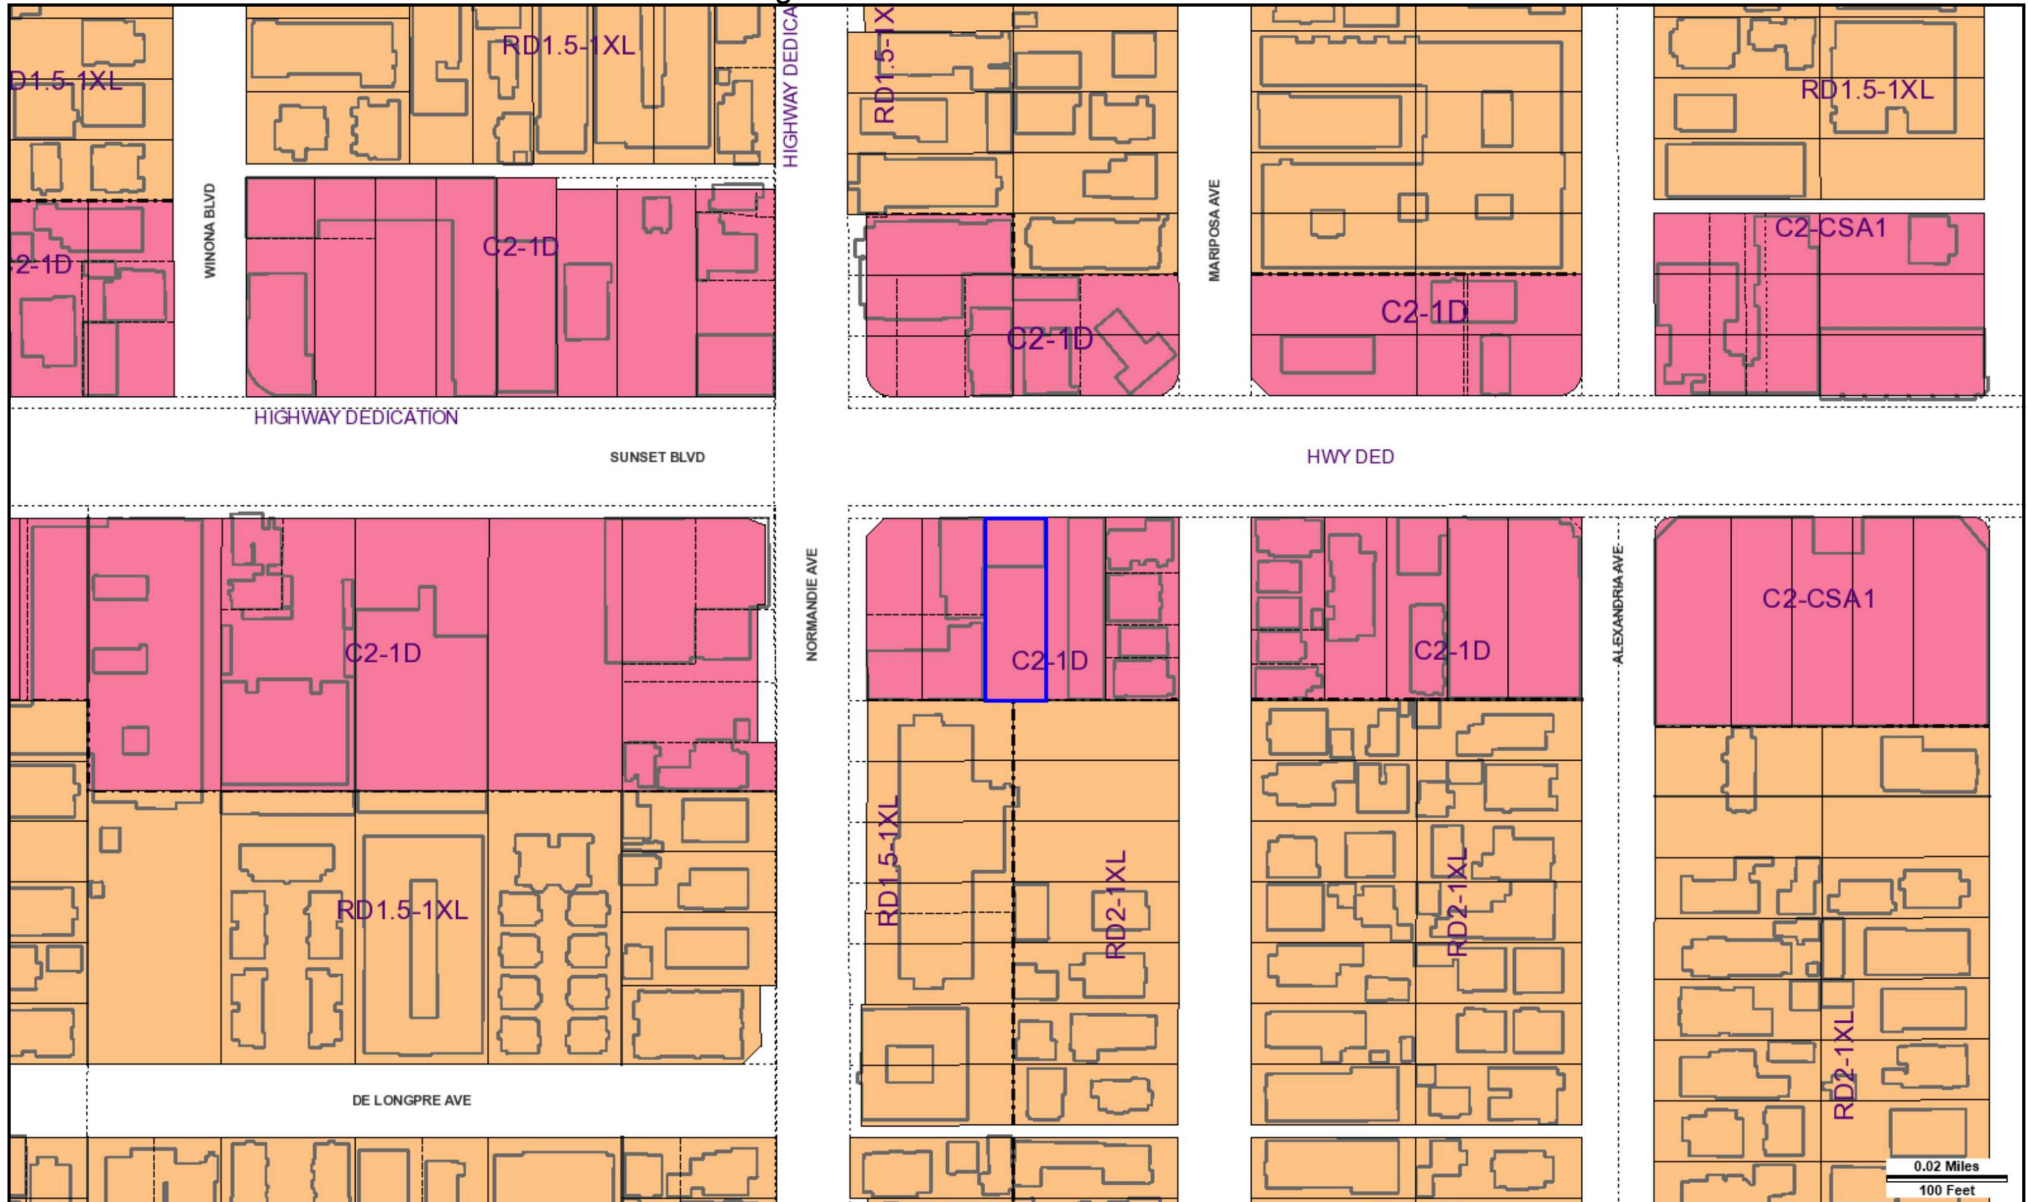 HIGHWAY DEDICA
RD1.5-1X
RD1.5-1XL
D1.5-1XL
RD1.5-1XL
WINONA BLVD
MARIPOSA AVE
C2-CSA1
C2-1D
2-1D
C2-1D
C2-1D
HIGHWAY DEDICATION
SUNSET BLVD
HWY DED
NORMANDIE AVE
ALEXANDRIA AVE
C2-CSA1
C2-1D
C2-1D
C2-1D
RD1.5-1XL
RD1.5-1XL
RD2-1XL
RD2-1XL
RD2-1XL
DE LONGPRE AVE
0.02 Miles
100 Feet